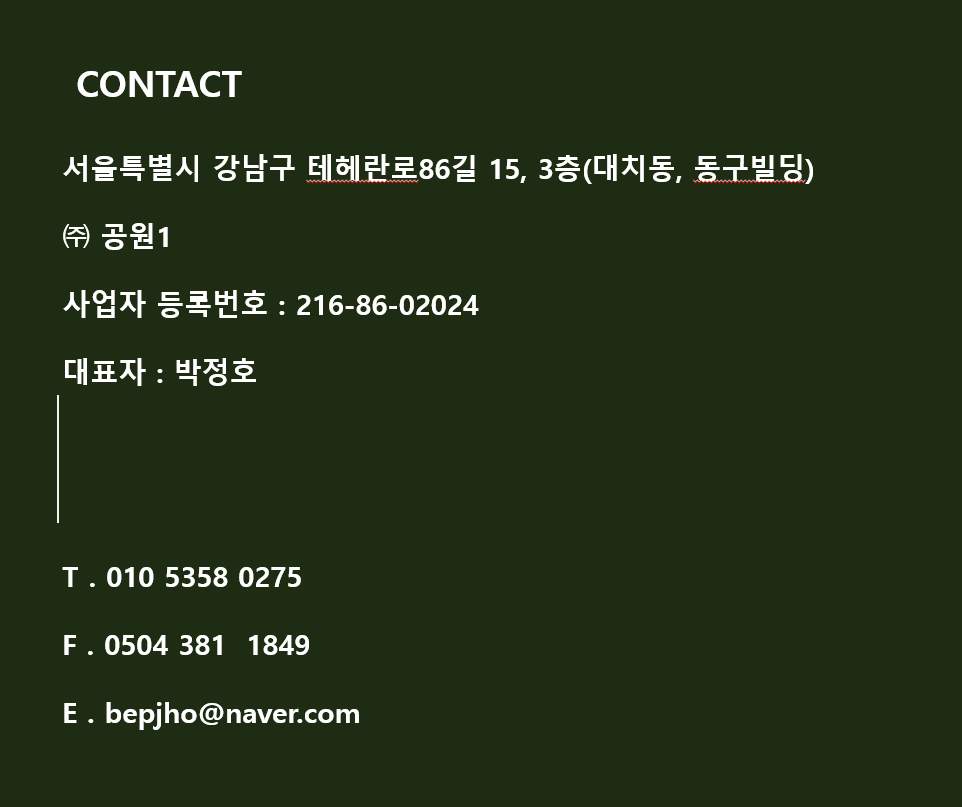 CONTACT
서울특별시 강남구 테헤란로86길 15, 3층(대치동, 동구빌딩)
㈜ 공원1
사업자 등록번호 : 216-86-02024
대표자 : 박정호
T . 010 5358 0275
F . 0504 381  1849
E . bepjho@naver.com